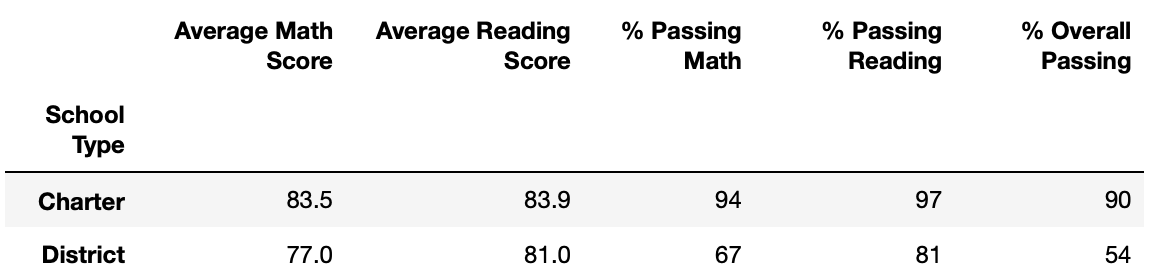 Average Math Score Average Reading Score % Passing Math % Passing Reading % Overall Passing
School Type
Charter 83.5 83.9 94 97 90
District 77.0 81.0 67 81 54